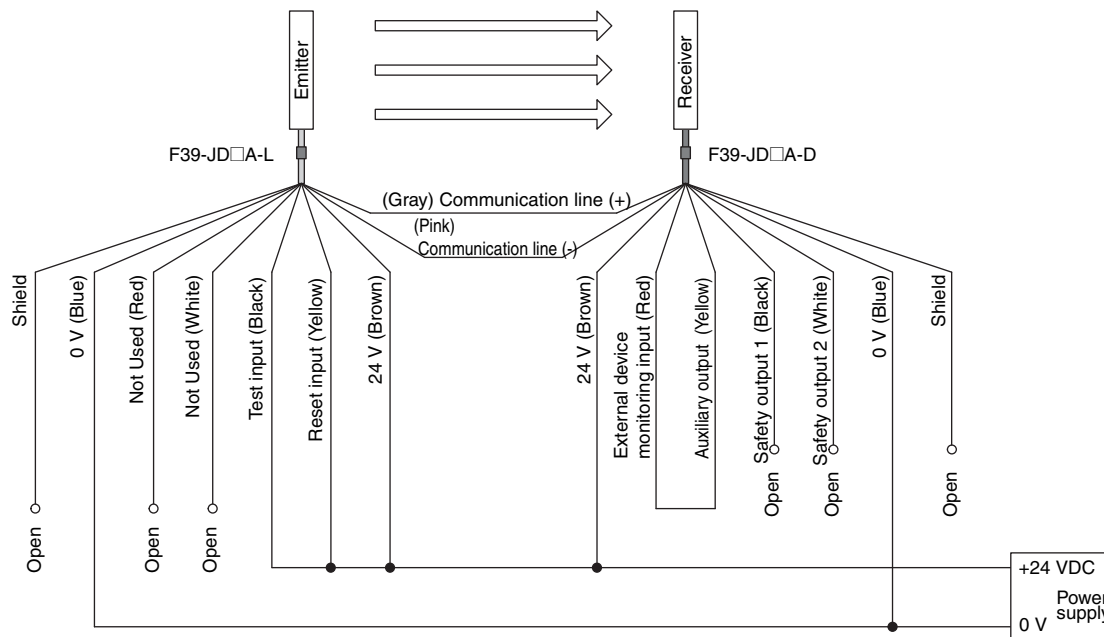 Emitter
Receiver
F39-JD□A-L
F39-JD□A-D
(Gray) Communication line (+)
(Pink)
Communication line (-)
Shield
0 V (Blue)
Not Used (Red)
Not Used (White)
Test input (Black)
Reset input (Yellow)
24 V (Brown)
24 V (Brown)
External device
monitoring input (Red)
Auxiliary output (Yellow)
Safety output 1 (Black)
Safety output 2 (White)
0 V (Blue)
Shield
Open
Open
Open
Open
Open
Open
+24 VDC
Power
supply
0 V